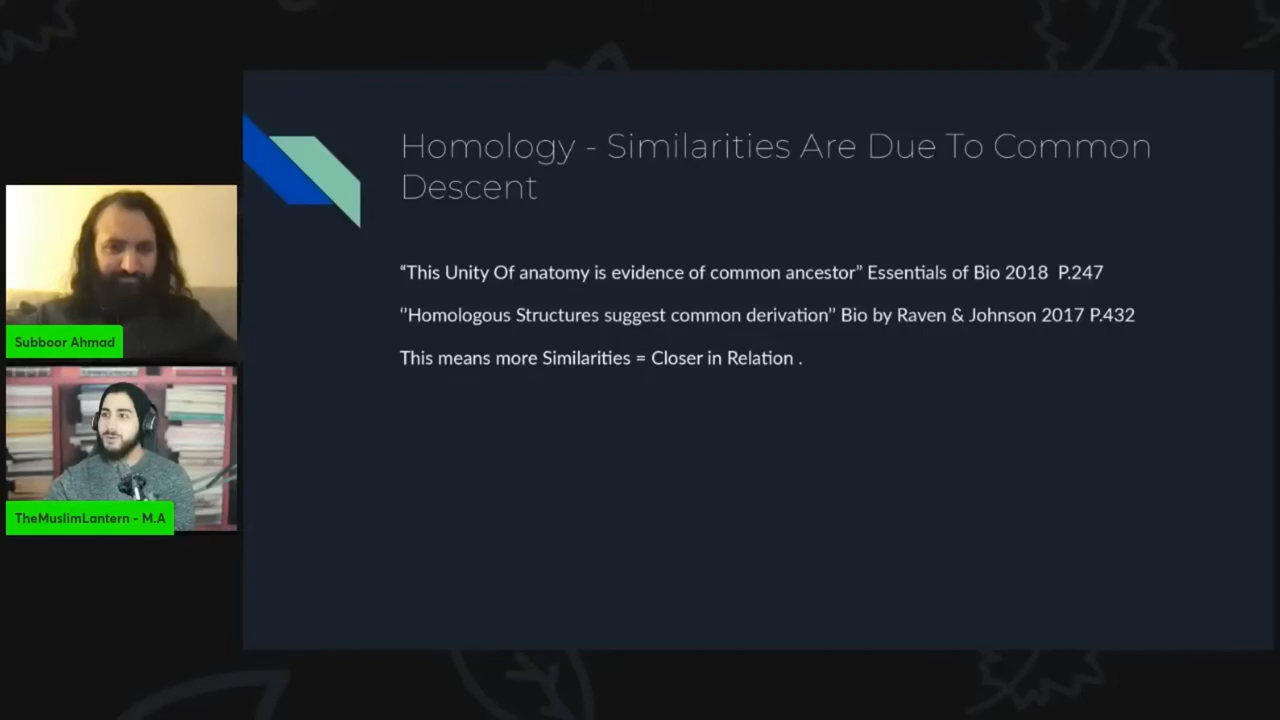 Homology - Similarities Are Due To Common
Descent
“This Unity Of anatomy is evidence of common ancestor” Essentials of Bio 2018 P.247
‘’Homologous Structures suggest common derivation’’ Bio by Raven & Johnson 2017 P.432
This means more Similarities = Closer in Relation .
Subboor Ahmad
TheMuslimLantern - M.A